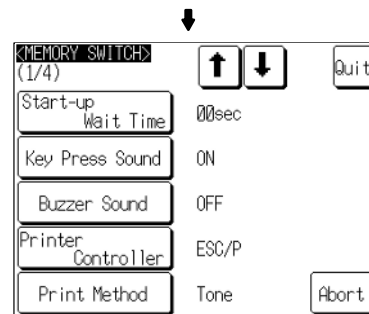 <MEMORY SWITCH>
(1/4)
Quit
Start-up
Wait Time
00sec
Key Press Sound
ON
Buzzer Sound
OFF
Printer
Controller
ESC/P
Print Method
Tone
Abort